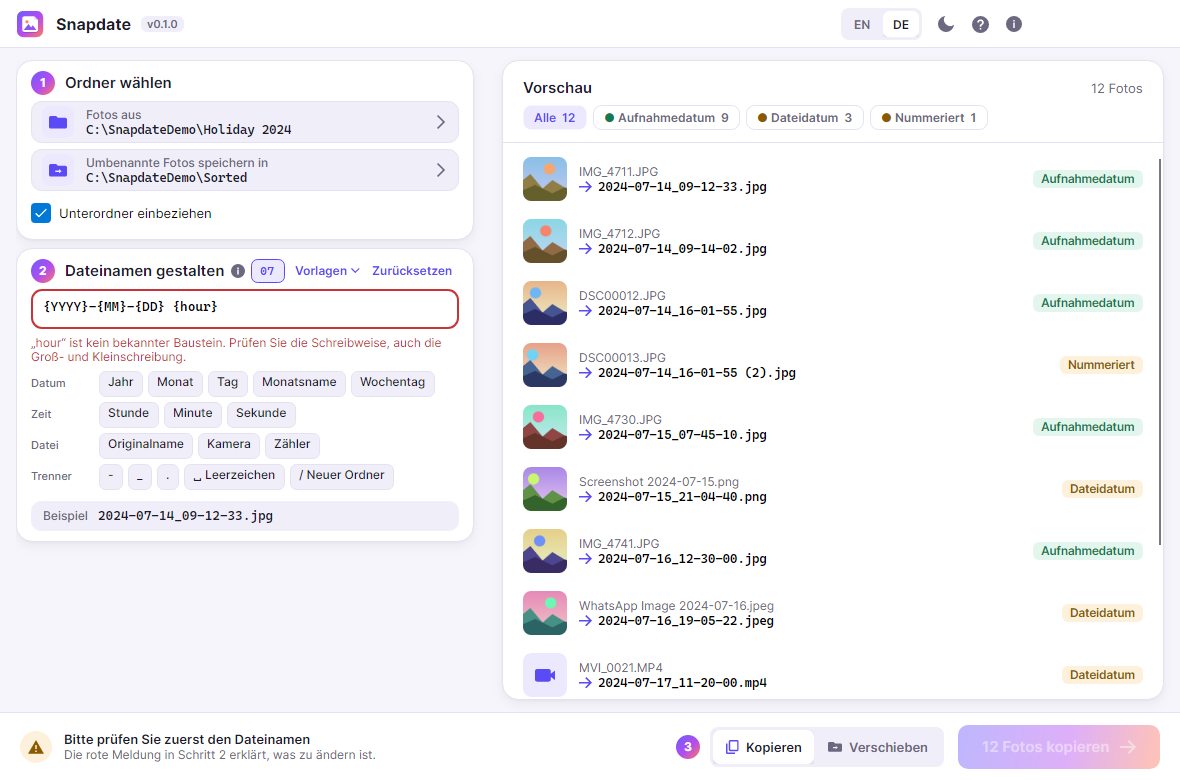 Snapdate v0.1.0 EN DE
1 Ordner wählen
Fotos aus
C:\SnapdateDemo\Holiday 2024
Umbenannte Fotos speichern in
C:\SnapdateDemo\Sorted
Unterordner einbeziehen
2 Dateinamen gestalten 07 Vorlagen Zurücksetzen
{YYYY}-{MM}-{DD} {hour}
„hour“ ist kein bekannter Baustein. Prüfen Sie die Schreibweise, auch die
Groß- und Kleinschreibung.
Datum Jahr Monat Tag Monatsname Wochentag
Zeit Stunde Minute Sekunde
Datei Originalname Kamera Zähler
Trenner - _ . ␣ Leerzeichen / Neuer Ordner
Beispiel 2024-07-14_09-12-33.jpg
Vorschau 12 Fotos
Alle 12 Aufnahmedatum 9 Dateidatum 3 Nummeriert 1
IMG_4711.JPG
→ 2024-07-14_09-12-33.jpg Aufnahmedatum
IMG_4712.JPG
→ 2024-07-14_09-14-02.jpg Aufnahmedatum
DSC00012.JPG
→ 2024-07-14_16-01-55.jpg Aufnahmedatum
DSC00013.JPG
→ 2024-07-14_16-01-55 (2).jpg Nummeriert
IMG_4730.JPG
→ 2024-07-15_07-45-10.jpg Aufnahmedatum
Screenshot 2024-07-15.png
→ 2024-07-15_21-04-40.png Dateidatum
IMG_4741.JPG
→ 2024-07-16_12-30-00.jpg Aufnahmedatum
WhatsApp Image 2024-07-16.jpeg
→ 2024-07-16_19-05-22.jpeg Dateidatum
MVI_0021.MP4
→ 2024-07-17_11-20-00.mp4 Dateidatum
Bitte prüfen Sie zuerst den Dateinamen
Die rote Meldung in Schritt 2 erklärt, was zu ändern ist.
3 Kopieren Verschieben 12 Fotos kopieren →